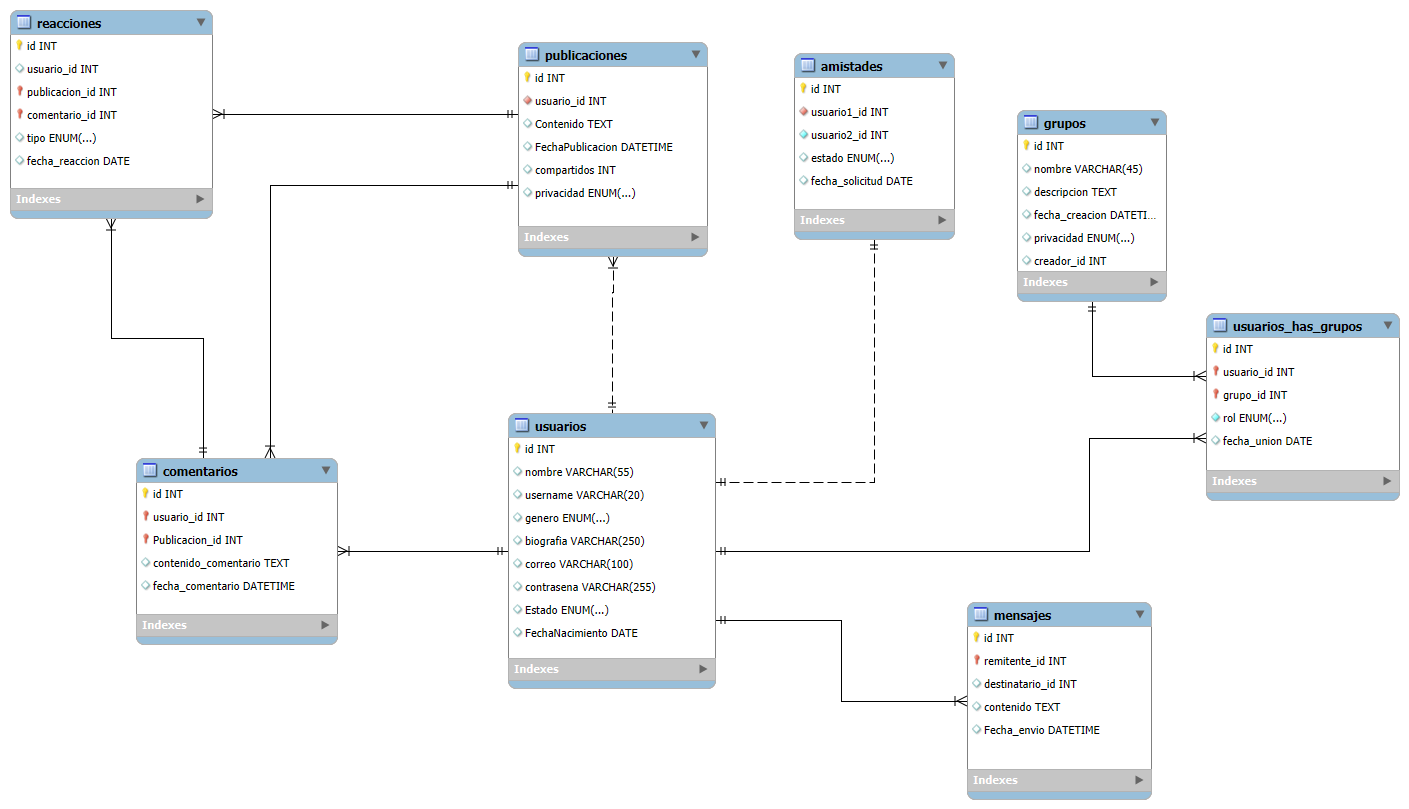 reacciones
id INT
usuario_id INT
publicacion_id INT
comentario_id INT
tipo ENUM(...)
fecha_reaccion DATE
Indexes
publicaciones
id INT
usuario_id INT
Contenido TEXT
FechaPublicacion DATETIME
compartidos INT
privacidad ENUM(...)
Indexes
amistades
id INT
usuario1_id INT
usuario2_id INT
estado ENUM(...)
fecha_solicitud DATE
Indexes
grupos
id INT
nombre VARCHAR(45)
descripcion TEXT
fecha_creacion DATETI...
privacidad ENUM(...)
creador_id INT
Indexes
usuarios_has_grupos
id INT
usuario_id INT
grupo_id INT
rol ENUM(...)
fecha_union DATE
Indexes
comentarios
id INT
usuario_id INT
Publicacion_id INT
contenido_comentario TEXT
fecha_comentario DATETIME
Indexes
usuarios
id INT
nombre VARCHAR(55)
username VARCHAR(20)
genero ENUM(...)
biografia VARCHAR(250)
correo VARCHAR(100)
contrasena VARCHAR(255)
Estado ENUM(...)
FechaNacimiento DATE
Indexes
mensajes
id INT
remitente_id INT
destinatario_id INT
contenido TEXT
Fecha_envio DATETIME
Indexes